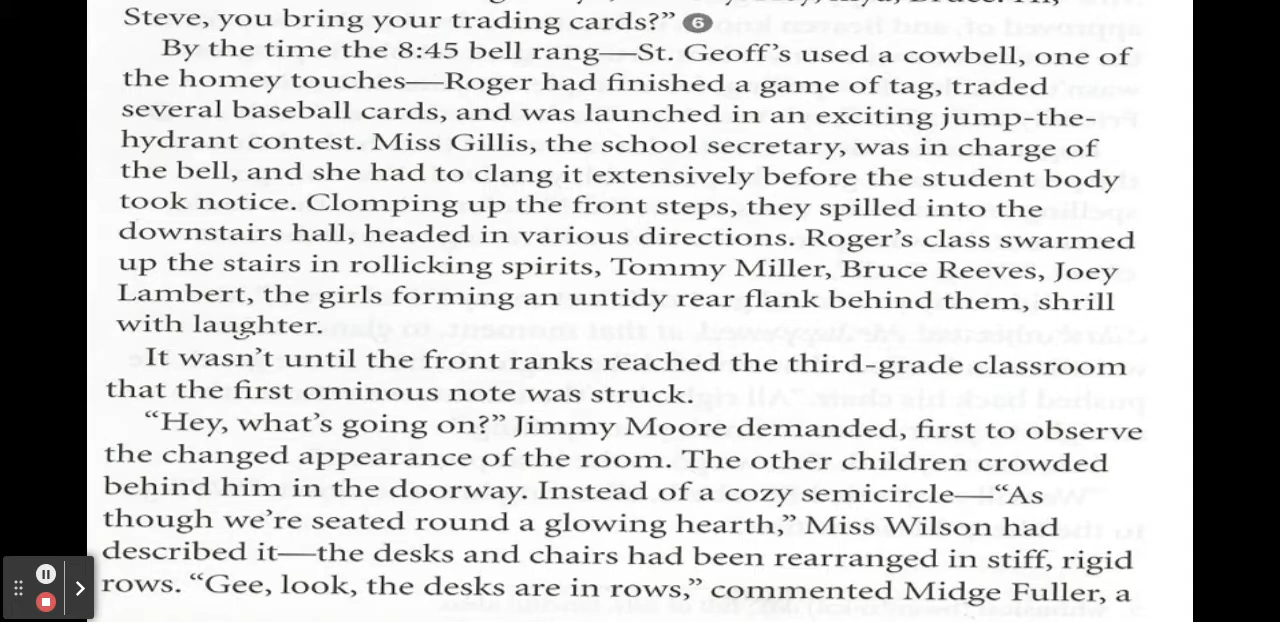 Steve, you bring your trading cards?” 6
By the time the 8:45 bell rang—St. Geoff’s used a cowbell, one of
the homey touches—Roger had finished a game of tag, traded
several baseball cards, and was launched in an exciting jump-the-
hydrant contest. Miss Gillis, the school secretary, was in charge of
the bell, and she had to clang it extensively before the student body
took notice. Clomping up the front steps, they spilled into the
downstairs hall, headed in various directions. Roger’s class swarmed
up the stairs in rollicking spirits, Tommy Miller, Bruce Reeves, Joey
Lambert, the girls forming an untidy rear flank behind them, shrill
with laughter.
It wasn’t until the front ranks reached the third-grade classroom
that the first ominous note was struck.
“Hey, what’s going on?” Jimmy Moore demanded, first to observe
the changed appearance of the room. The other children crowded
behind him in the doorway. Instead of a cozy semicircle—“As
though we’re seated round a glowing hearth,” Miss Wilson had
described it—the desks and chairs had been rearranged in stiff, rigid
rows. “Gee, look, the desks are in rows,” commented Midge Fuller, a